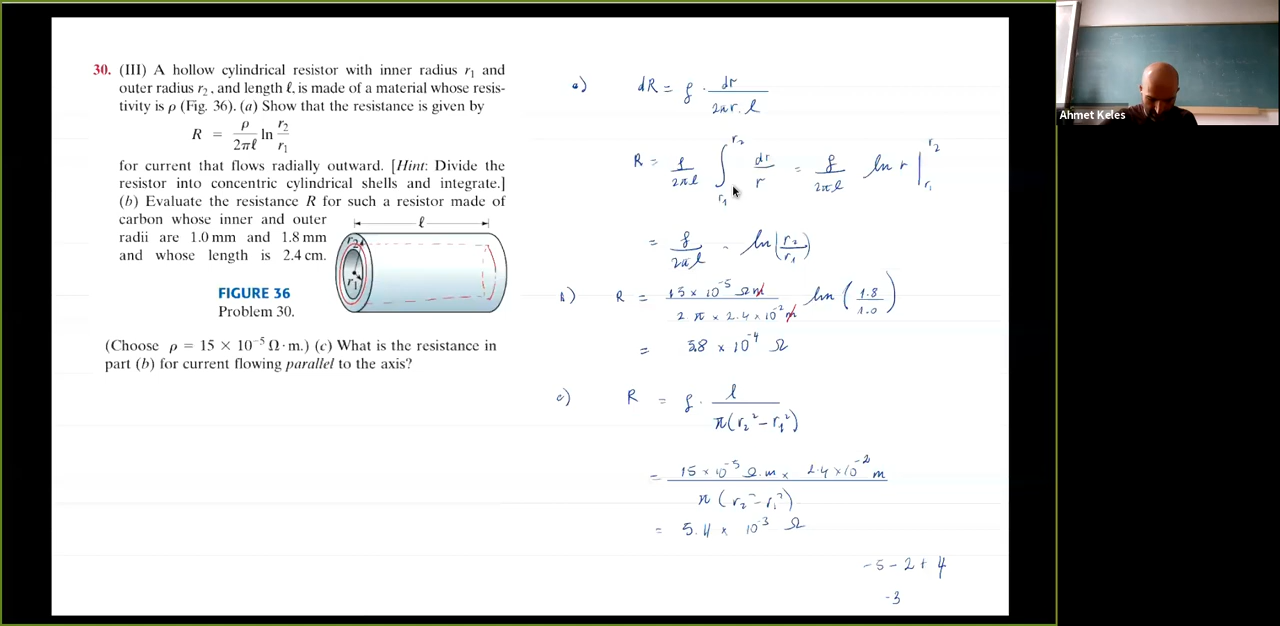 30. (III) A hollow cylindrical resistor with inner radius r₁ and
outer radius r₂, and length ℓ, is made of a material whose resis-
tivity is ρ (Fig. 36). (a) Show that the resistance is given by
R = ρ/2πℓ ln r₂/r₁
for current that flows radially outward. [Hint: Divide the
resistor into concentric cylindrical shells and integrate.]
(b) Evaluate the resistance R for such a resistor made of
carbon whose inner and outer
radii are 1.0 mm and 1.8 mm
and whose length is 2.4 cm.
ℓ
r₂
r₁
FIGURE 36
Problem 30.
(Choose ρ = 15 × 10⁻⁵ Ω·m.) (c) What is the resistance in
part (b) for current flowing parallel to the axis?
a) dR = ρ · dr / 2πr.l
R = ρ/2πl ∫r₁^r₂ dr/r = ρ/2πl ln r |r₁^r₂
= ρ/2πl · ln(r₂/r₁)
b) R = 15 × 10⁻⁵ Ωm / 2 π × 2.4 × 10⁻² m ln(1.8/1.0)
= 5.8 × 10⁻⁴ Ω
c) R = ρ · l / π(r₂² − r₁²)
= 15 × 10⁻⁵ Ω.m × 2.4 × 10⁻² m / π(r₂² − r₁²)
= 5.4 × 10⁻³ Ω
-5 - 2 + 4
-3
Ahmet Keles